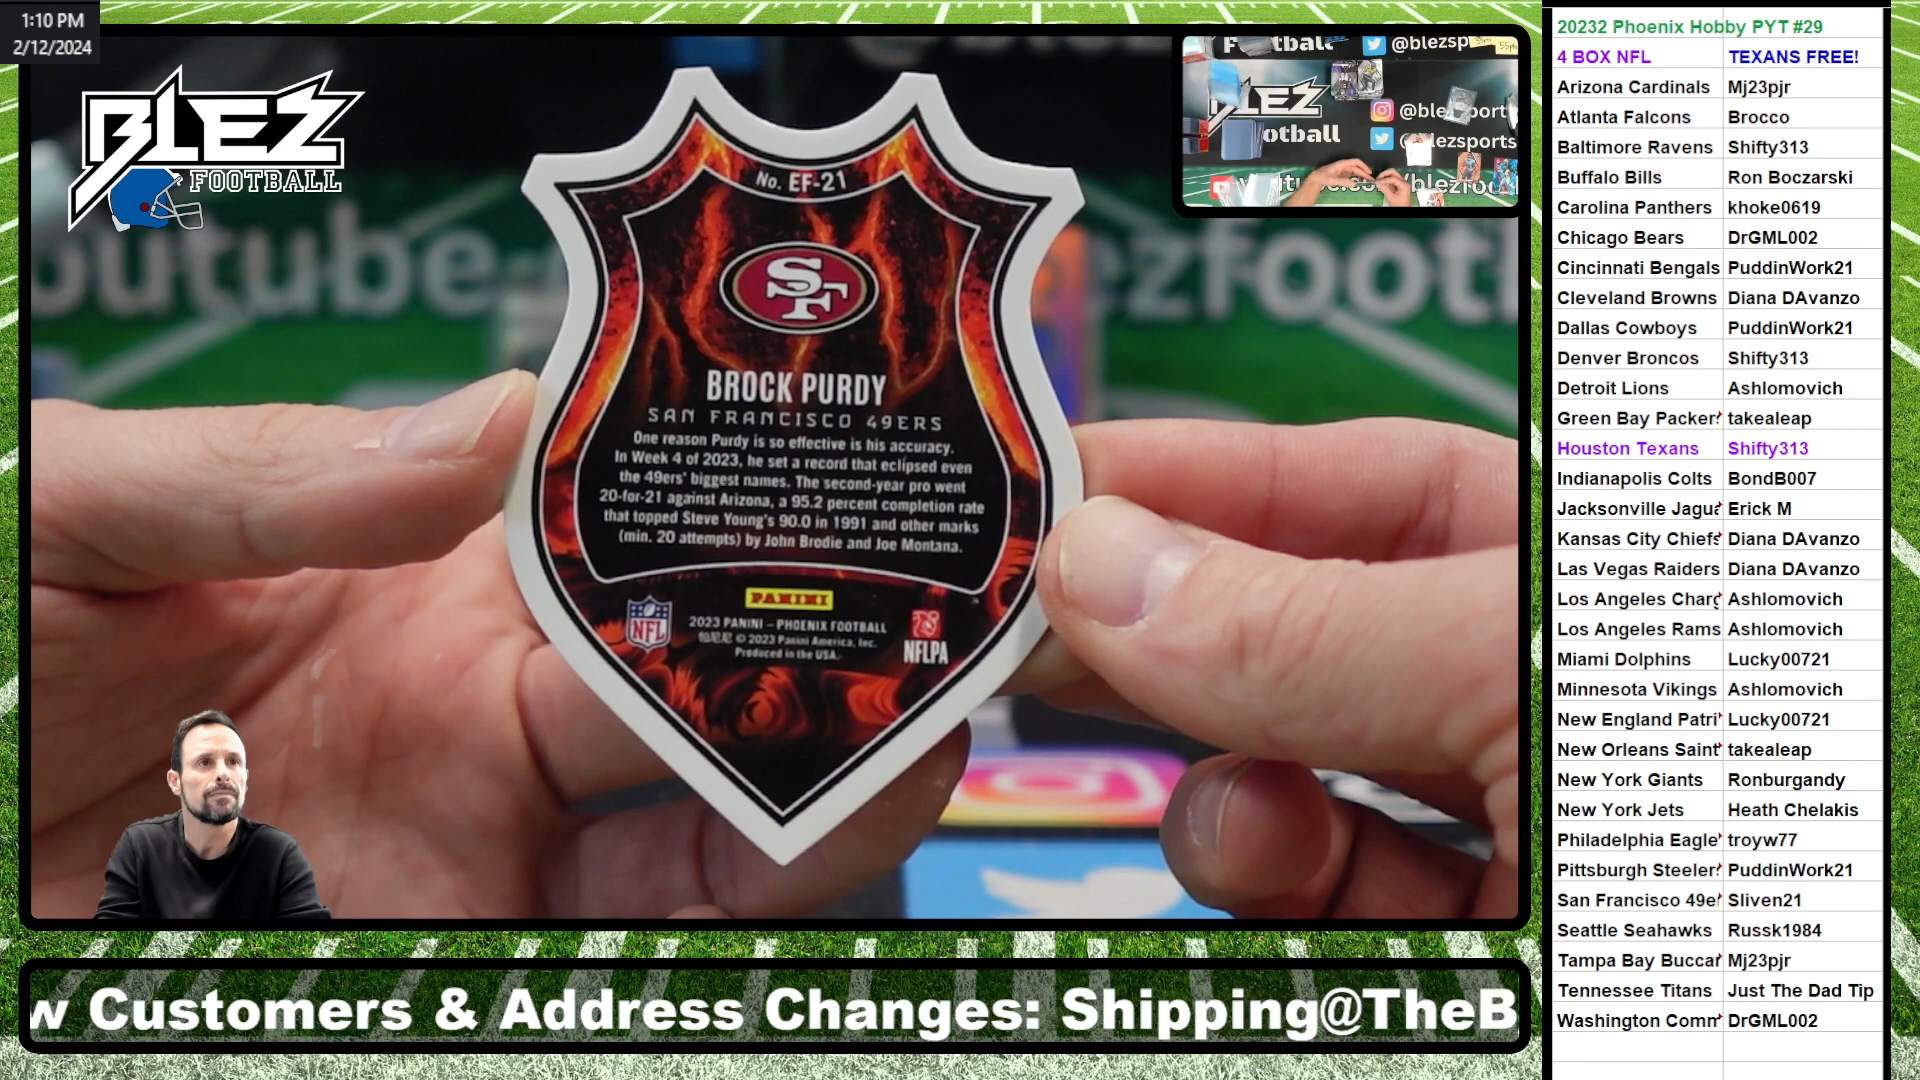 1:10 PM
2/12/2024
BLEZ
FOOTBALL
No. EF-21
SF
BROCK PURDY
SAN FRANCISCO 49ERS
One reason Purdy is so effective is his accuracy.
In Week 4 of 2023, he set a record that eclipsed even
the 49ers' biggest names. The second-year pro went
20-for-21 against Arizona, a 95.2 percent completion rate
that topped Steve Young's 90.0 in 1991 and other marks
(min. 20 attempts) by John Brodie and Joe Montana.
PANINI
NFL
2023 PANINI – PHOENIX FOOTBALL
帕尼尼 © 2023 Panini America, Inc.
Produced in the USA.
NFLPA
outube
ezfootl
@blezsp
LEZ
@blezsport
otball
lezsports
w Customers & Address Changes: Shipping@TheB
20232 Phoenix Hobby PYT #29
4 BOX NFL TEXANS FREE!
Arizona Cardinals Mj23pjr
Atlanta Falcons Brocco
Baltimore Ravens Shifty313
Buffalo Bills Ron Boczarski
Carolina Panthers khoke0619
Chicago Bears DrGML002
Cincinnati Bengals PuddinWork21
Cleveland Browns Diana DAvanzo
Dallas Cowboys PuddinWork21
Denver Broncos Shifty313
Detroit Lions Ashlomovich
Green Bay Packer takealeap
Houston Texans Shifty313
Indianapolis Colts BondB007
Jacksonville Jagua Erick M
Kansas City Chiefs Diana DAvanzo
Las Vegas Raiders Diana DAvanzo
Los Angeles Charg Ashlomovich
Los Angeles Rams Ashlomovich
Miami Dolphins Lucky00721
Minnesota Vikings Ashlomovich
New England Patri Lucky00721
New Orleans Saint takealeap
New York Giants Ronburgandy
New York Jets Heath Chelakis
Philadelphia Eagle troyw77
Pittsburgh Steeler PuddinWork21
San Francisco 49e Sliven21
Seattle Seahawks Russk1984
Tampa Bay Buccar Mj23pjr
Tennessee Titans Just The Dad Tip
Washington Comm DrGML002